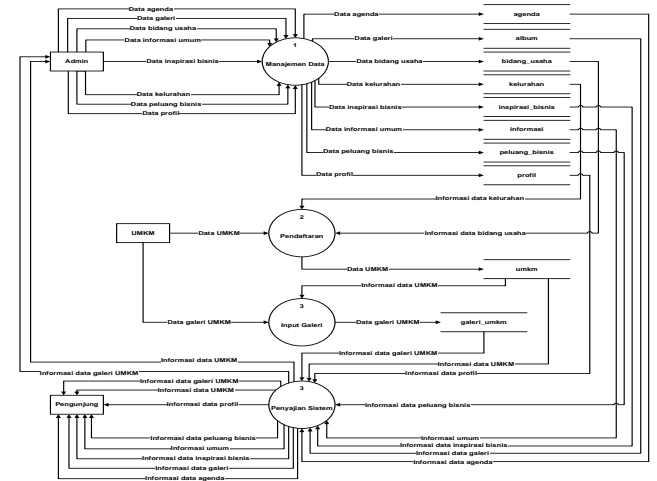 Data agenda
Data galeri
Data bidang usaha
Data informasi umum
Admin
Data inspirasi bisnis
Data kelurahan
Data peluang bisnis
Data profil
1
Manajemen Data
Data agenda
agenda
Data galeri
album
Data bidang usaha
bidang_usaha
Data kelurahan
kelurahan
Data inspirasi bisnis
inspirasi_bisnis
Data informasi umum
informasi
Data peluang bisnis
peluang_bisnis
Data profil
profil
Informasi data kelurahan
UMKM
Data UMKM
2
Pendaftaran
Informasi data bidang usaha
Data UMKM
umkm
Informasi data UMKM
Data galeri UMKM
3
Input Galeri
Data galeri UMKM
galeri_umkm
Informasi data galeri UMKM
Informasi data UMKM
Informasi data UMKM
Informasi data profil
Informasi data galeri UMKM
Informasi data galeri UMKM
Informasi data UMKM
Pengunjung
Informasi data profil
3
Penyajian Sistem
Informasi data peluang bisnis
Informasi data peluang bisnis
Informasi umum
Informasi data inspirasi bisnis
Informasi data galeri
Informasi data agenda
Informasi umum
Informasi data inspirasi bisnis
Informasi data galeri
Informasi data agenda